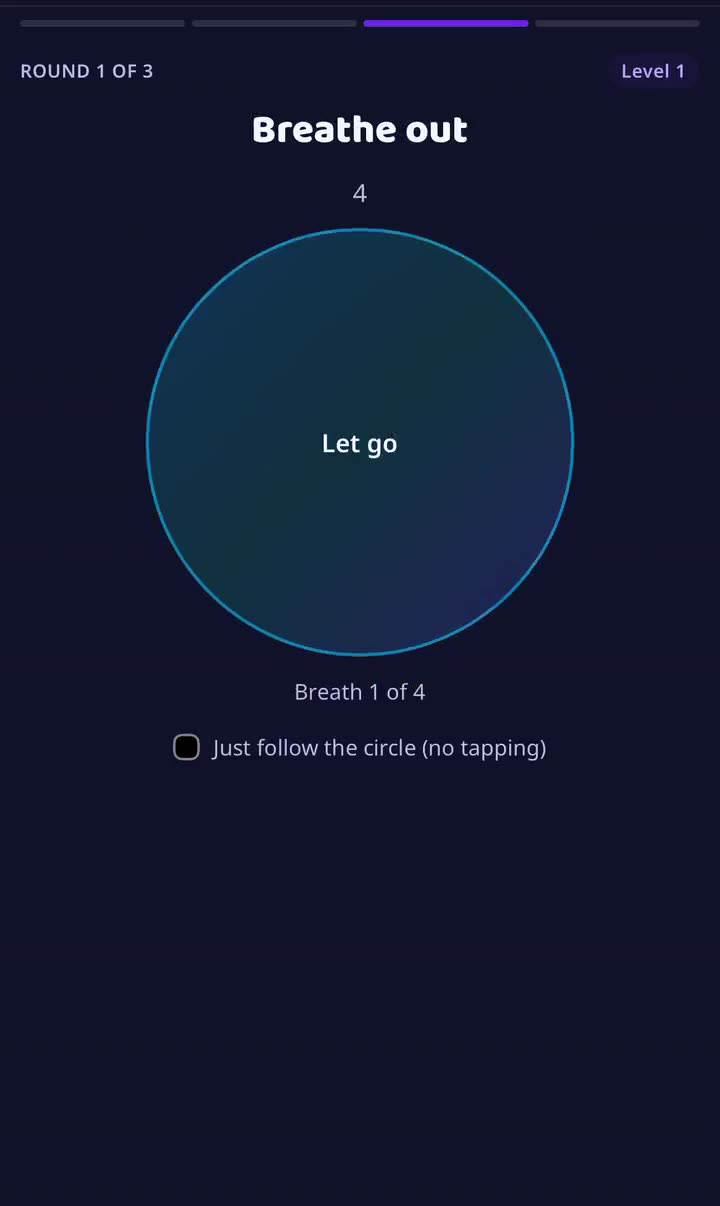 ROUND 1 OF 3
Level 1
Breathe out
4
Let go
Breath 1 of 4
Just follow the circle (no tapping)